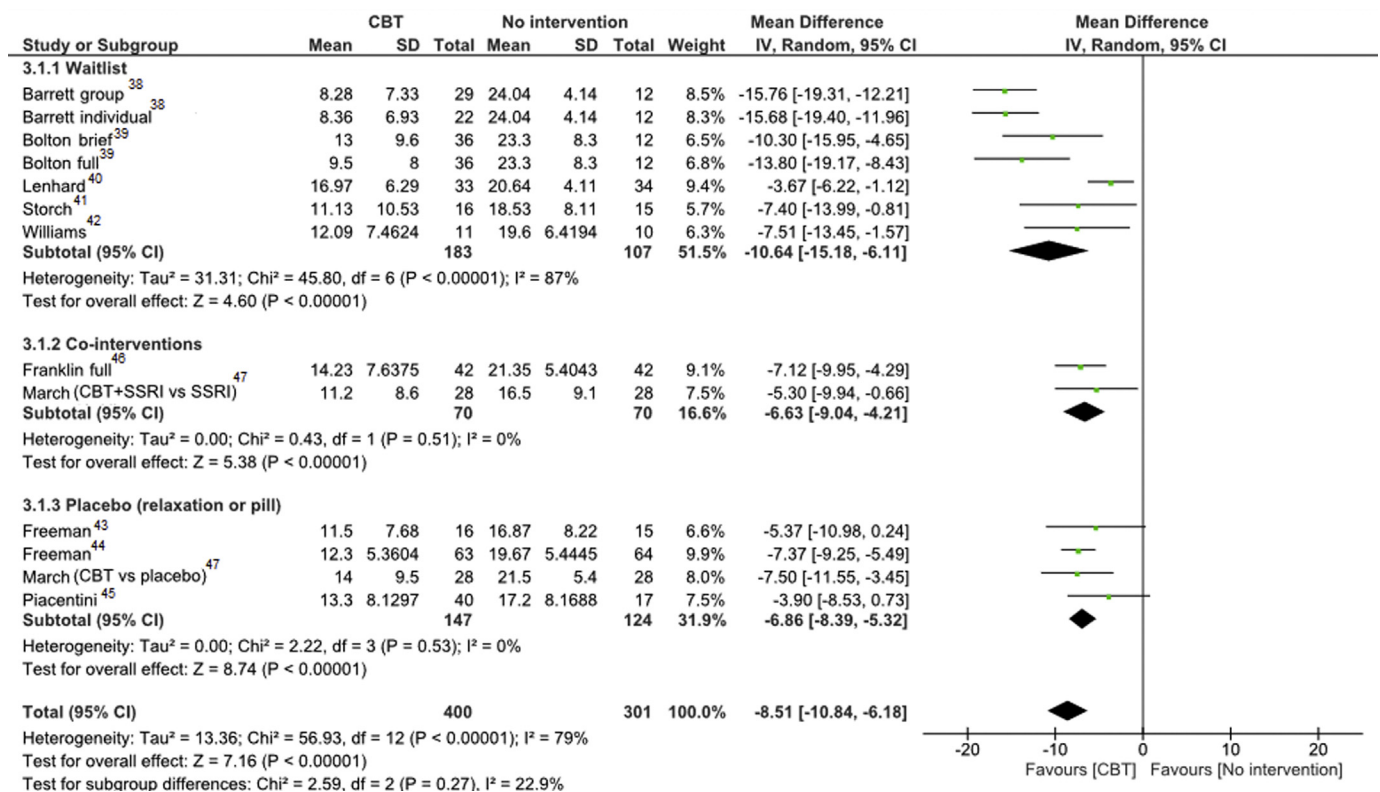 CBT No intervention Mean Difference Mean Difference
Study or Subgroup Mean SD Total Mean SD Total Weight IV, Random, 95% CI IV, Random, 95% CI
3.1.1 Waitlist
Barrett group 38 8.28 7.33 29 24.04 4.14 12 8.5% -15.76 [-19.31, -12.21]
Barrett individual 38 8.36 6.93 22 24.04 4.14 12 8.3% -15.68 [-19.40, -11.96]
Bolton brief 39 13 9.6 36 23.3 8.3 12 6.5% -10.30 [-15.95, -4.65]
Bolton full 39 9.5 8 36 23.3 8.3 12 6.8% -13.80 [-19.17, -8.43]
Lenhard 40 16.97 6.29 33 20.64 4.11 34 9.4% -3.67 [-6.22, -1.12]
Storch 41 11.13 10.53 16 18.53 8.11 15 5.7% -7.40 [-13.99, -0.81]
Williams 42 12.09 7.4624 11 19.6 6.4194 10 6.3% -7.51 [-13.45, -1.57]
Subtotal (95% CI) 183 107 51.5% -10.64 [-15.18, -6.11]
Heterogeneity: Tau² = 31.31; Chi² = 45.80, df = 6 (P < 0.00001); I² = 87%
Test for overall effect: Z = 4.60 (P < 0.00001)
3.1.2 Co-interventions
Franklin full 46 14.23 7.6375 42 21.35 5.4043 42 9.1% -7.12 [-9.95, -4.29]
March (CBT+SSRI vs SSRI) 47 11.2 8.6 28 16.5 9.1 28 7.5% -5.30 [-9.94, -0.66]
Subtotal (95% CI) 70 70 16.6% -6.63 [-9.04, -4.21]
Heterogeneity: Tau² = 0.00; Chi² = 0.43, df = 1 (P = 0.51); I² = 0%
Test for overall effect: Z = 5.38 (P < 0.00001)
3.1.3 Placebo (relaxation or pill)
Freeman 43 11.5 7.68 16 16.87 8.22 15 6.6% -5.37 [-10.98, 0.24]
Freeman 44 12.3 5.3604 63 19.67 5.4445 64 9.9% -7.37 [-9.25, -5.49]
March (CBT vs placebo) 47 14 9.5 28 21.5 5.4 28 8.0% -7.50 [-11.55, -3.45]
Piacentini 45 13.3 8.1297 40 17.2 8.1688 17 7.5% -3.90 [-8.53, 0.73]
Subtotal (95% CI) 147 124 31.9% -6.86 [-8.39, -5.32]
Heterogeneity: Tau² = 0.00; Chi² = 2.22, df = 3 (P = 0.53); I² = 0%
Test for overall effect: Z = 8.74 (P < 0.00001)
Total (95% CI) 400 301 100.0% -8.51 [-10.84, -6.18]
Heterogeneity: Tau² = 13.36; Chi² = 56.93, df = 12 (P < 0.00001); I² = 79%
Test for overall effect: Z = 7.16 (P < 0.00001)
Test for subgroup differences: Chi² = 2.59, df = 2 (P = 0.27), I² = 22.9%
-20 -10 0 10 20
Favours [CBT] Favours [No intervention]